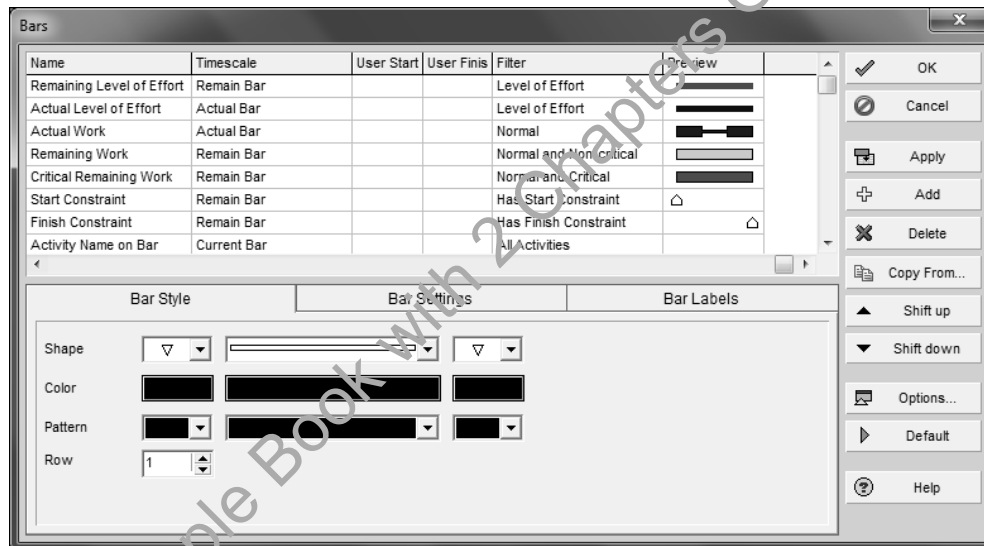 Bars
Name Timescale User Start User Finis Filter Preview
Remaining Level of Effort Remain Bar Level of Effort
Actual Level of Effort Actual Bar Level of Effort
Actual Work Actual Bar Normal
Remaining Work Remain Bar Normal and Non-critical
Critical Remaining Work Remain Bar Normal and Critical
Start Constraint Remain Bar Has Start Constraint
Finish Constraint Remain Bar Has Finish Constraint
Activity Name on Bar Current Bar All Activities
OK
Cancel
Apply
Add
Delete
Copy From...
Shift up
Shift down
Options...
Default
Help
Bar Style Bar Settings Bar Labels
Shape
Color
Pattern
Row 1
ple Book with 2 Chapters